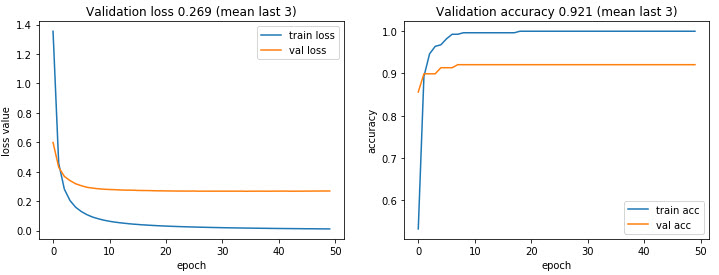 Validation loss 0.269 (mean last 3)
1.4
1.2
1.0
0.8
0.6
0.4
0.2
0.0
loss value
train loss
val loss
0 10 20 30 40 50
epoch
Validation accuracy 0.921 (mean last 3)
1.0
0.9
0.8
0.7
0.6
accuracy
train acc
val acc
0 10 20 30 40 50
epoch